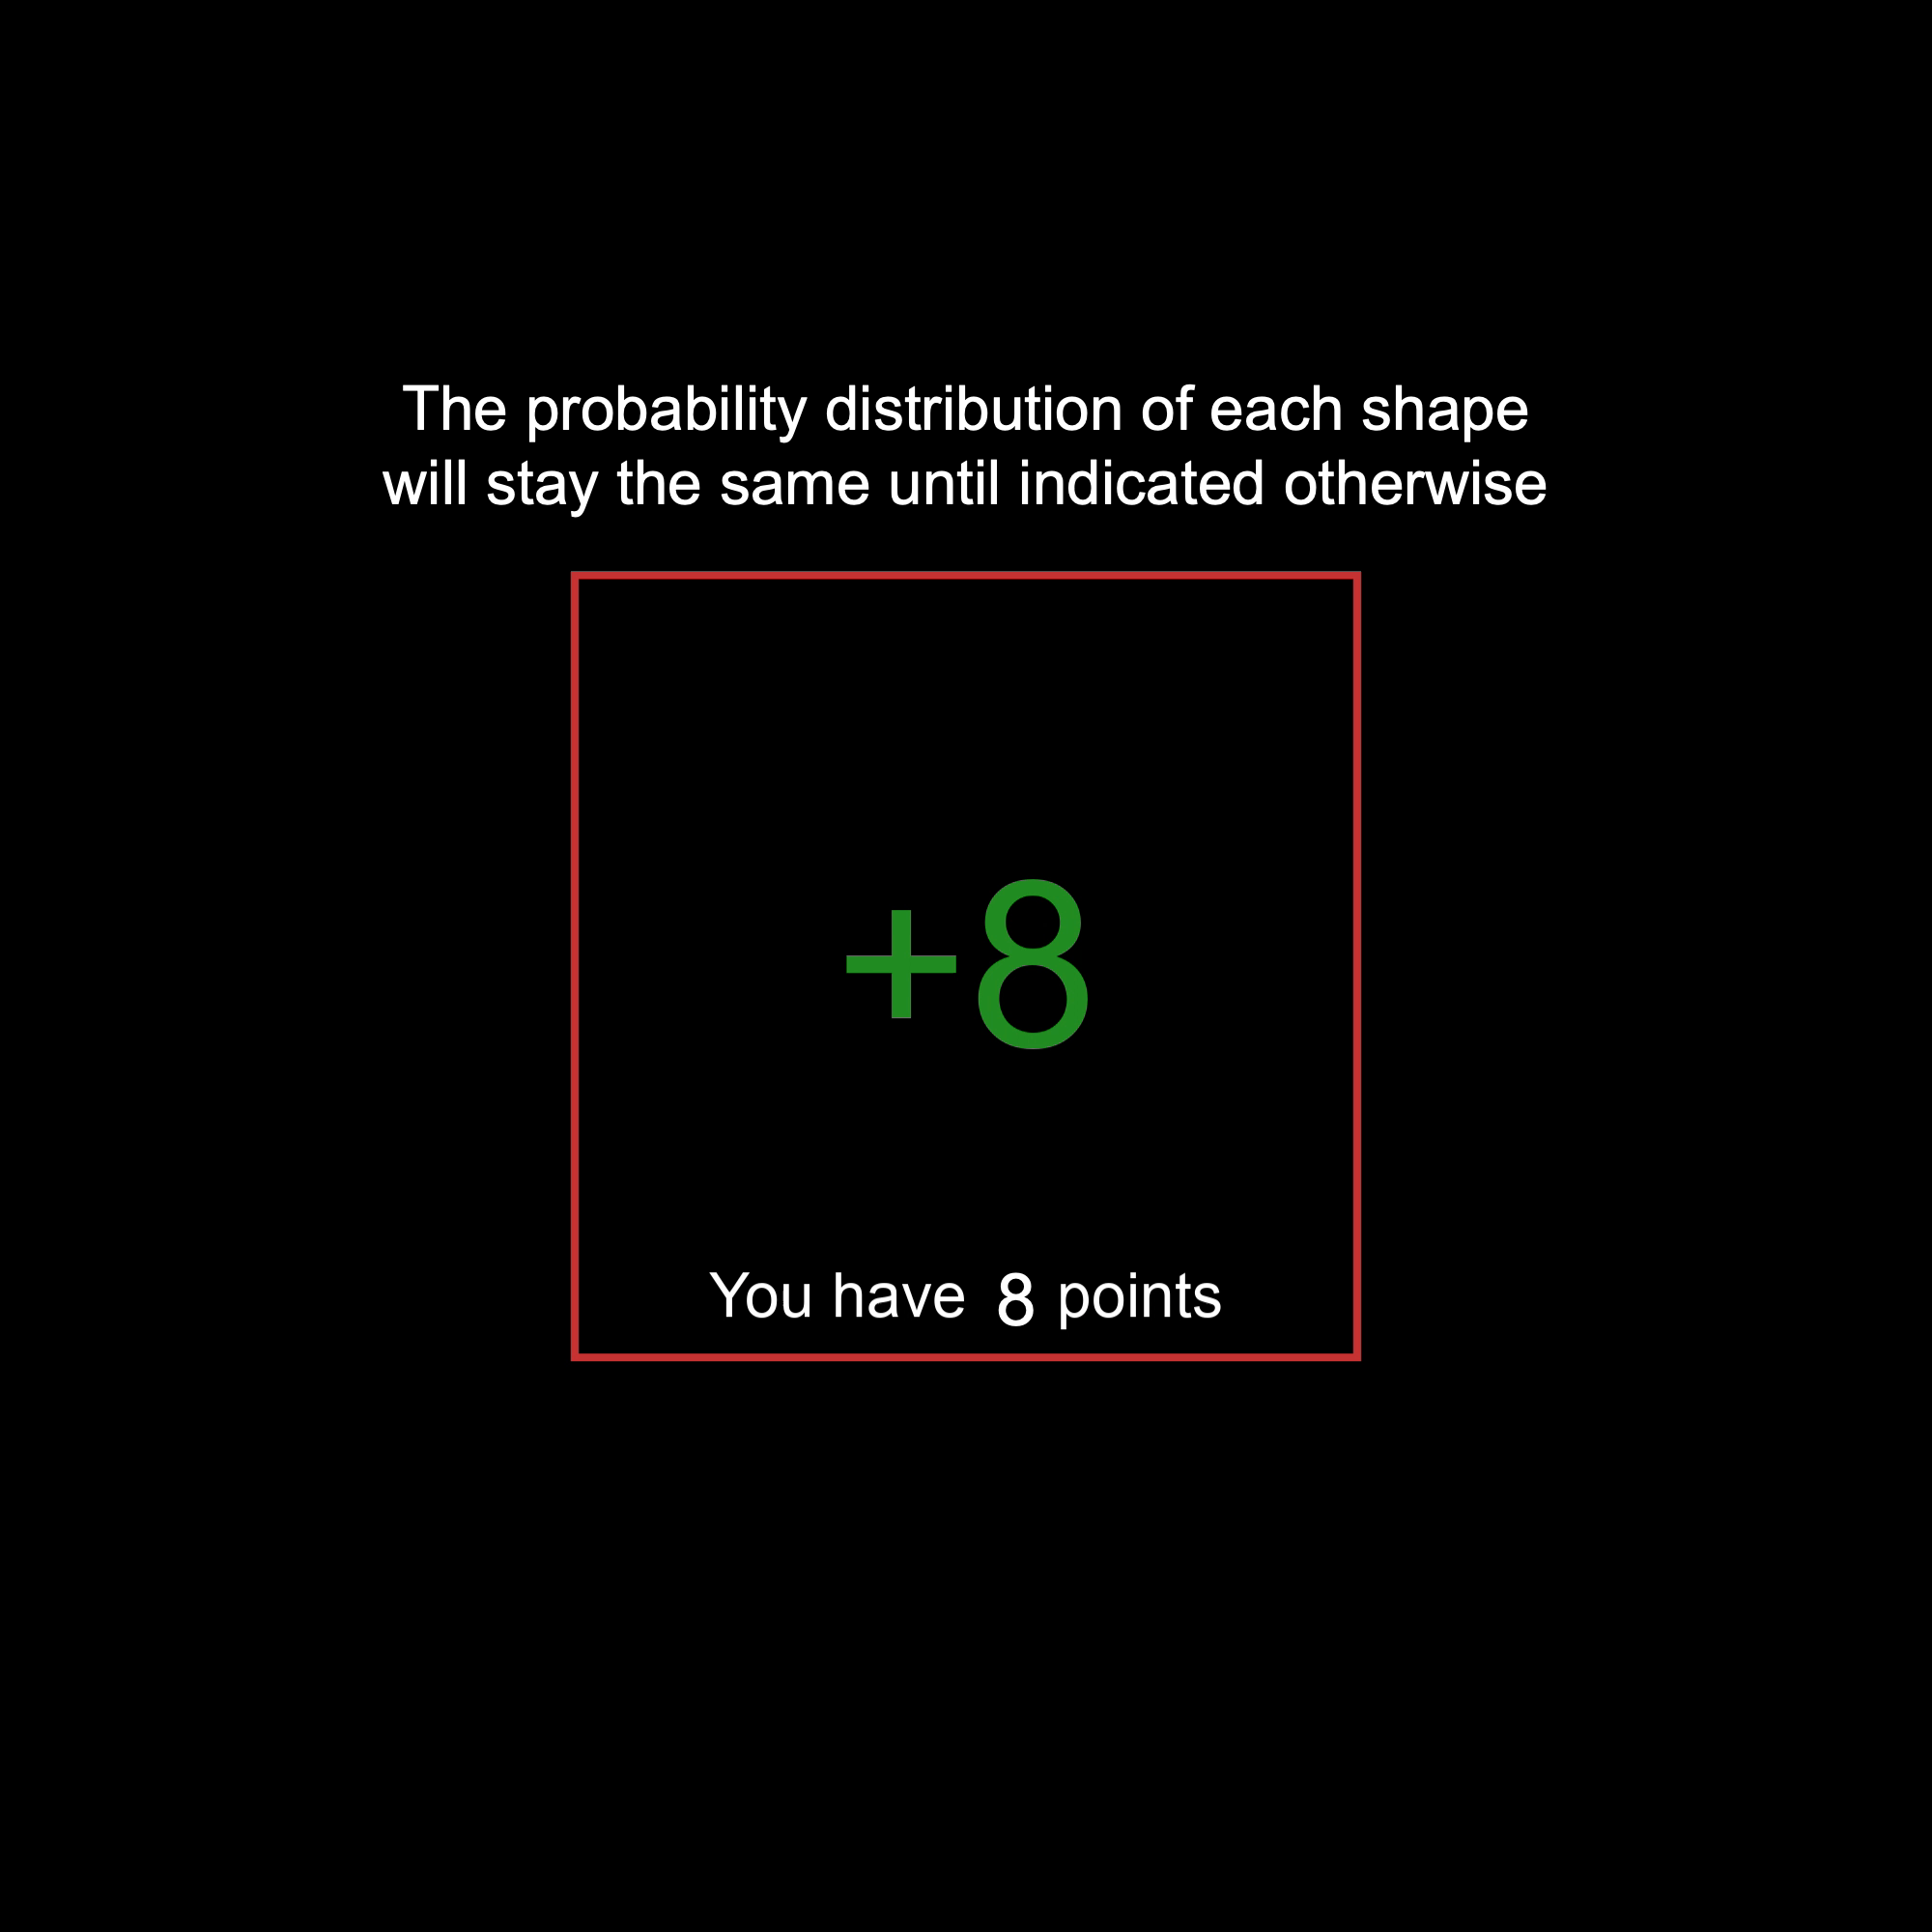 The probability distribution of each shape
will stay the same until indicated otherwise
+8
You have 8 points